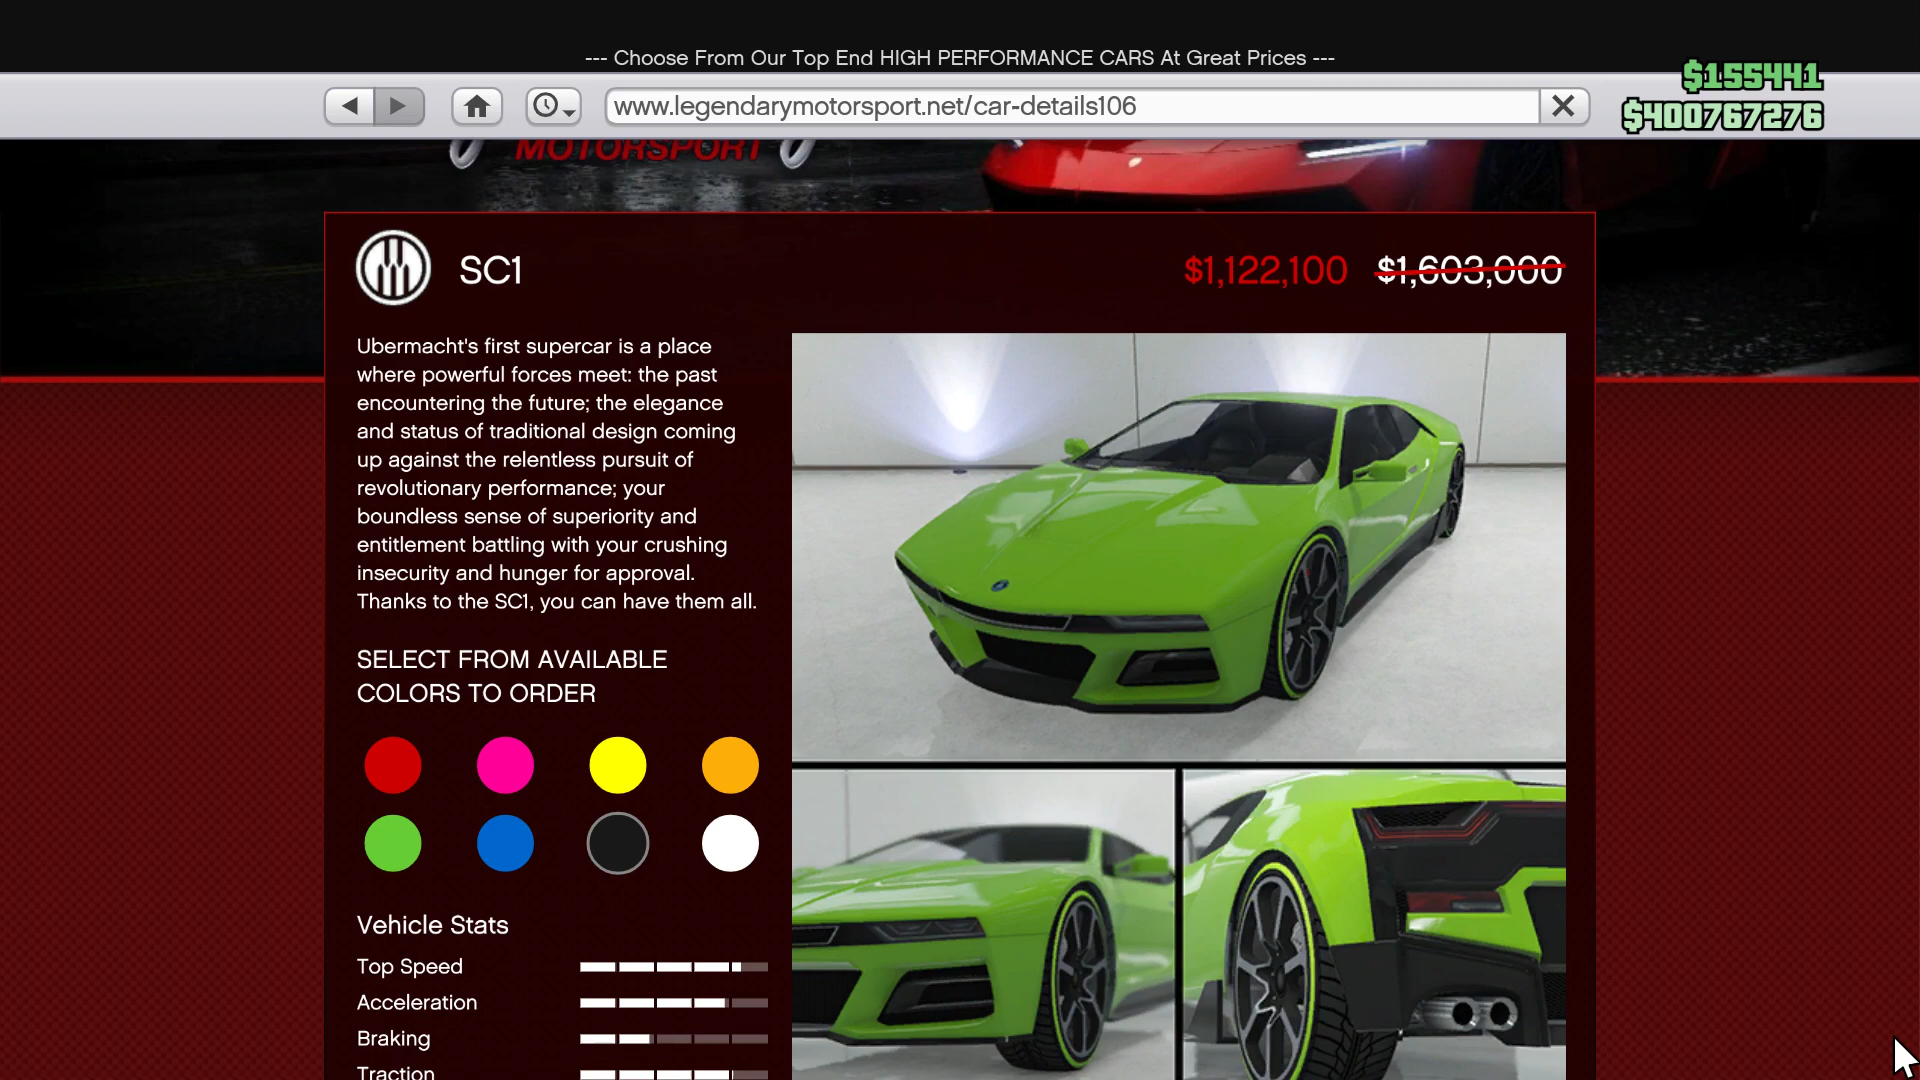 --- Choose From Our Top End HIGH PERFORMANCE CARS At Great Prices ---
www.legendarymotorsport.net/car-details106
$155441
$400767276
MOTORSPORT
SC1
$1,122,100 $1,603,000
Ubermacht's first supercar is a place
where powerful forces meet: the past
encountering the future; the elegance
and status of traditional design coming
up against the relentless pursuit of
revolutionary performance; your
boundless sense of superiority and
entitlement battling with your crushing
insecurity and hunger for approval.
Thanks to the SC1, you can have them all.
SELECT FROM AVAILABLE
COLORS TO ORDER
Vehicle Stats
Top Speed
Acceleration
Braking
Traction